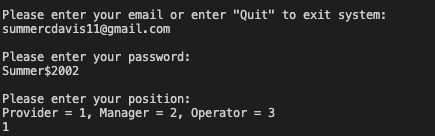 Please enter your email or enter "Quit" to exit system:
summercdavis11@gmail.com
Please enter your password:
Summer$2002
Please enter your position:
Provider = 1, Manager = 2, Operator = 3
1